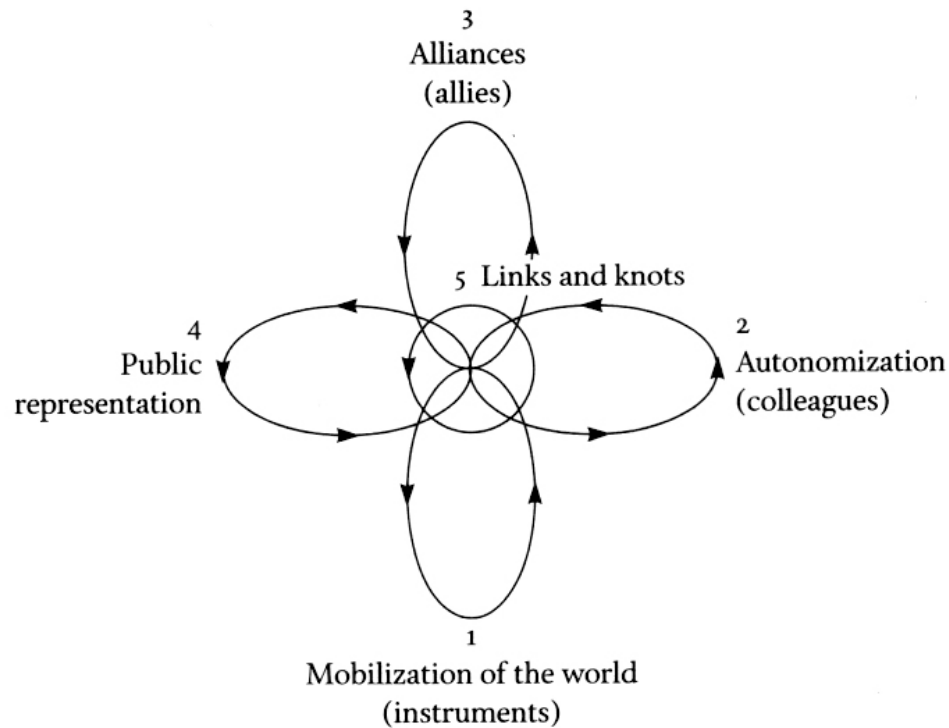 3
Alliances
(allies)
5 Links and knots
4
Public
representation
2
Autonomization
(colleagues)
1
Mobilization of the world
(instruments)